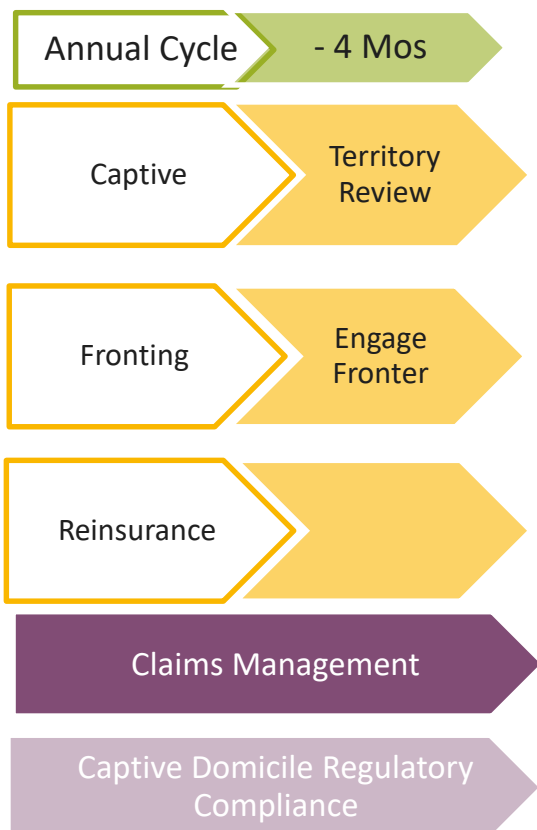 Annual Cycle
- 4 Mos
Captive
Territory
Review
Fronting
Engage
Fronter
Reinsurance
Claims Management
Captive Domicile Regulatory
Compliance